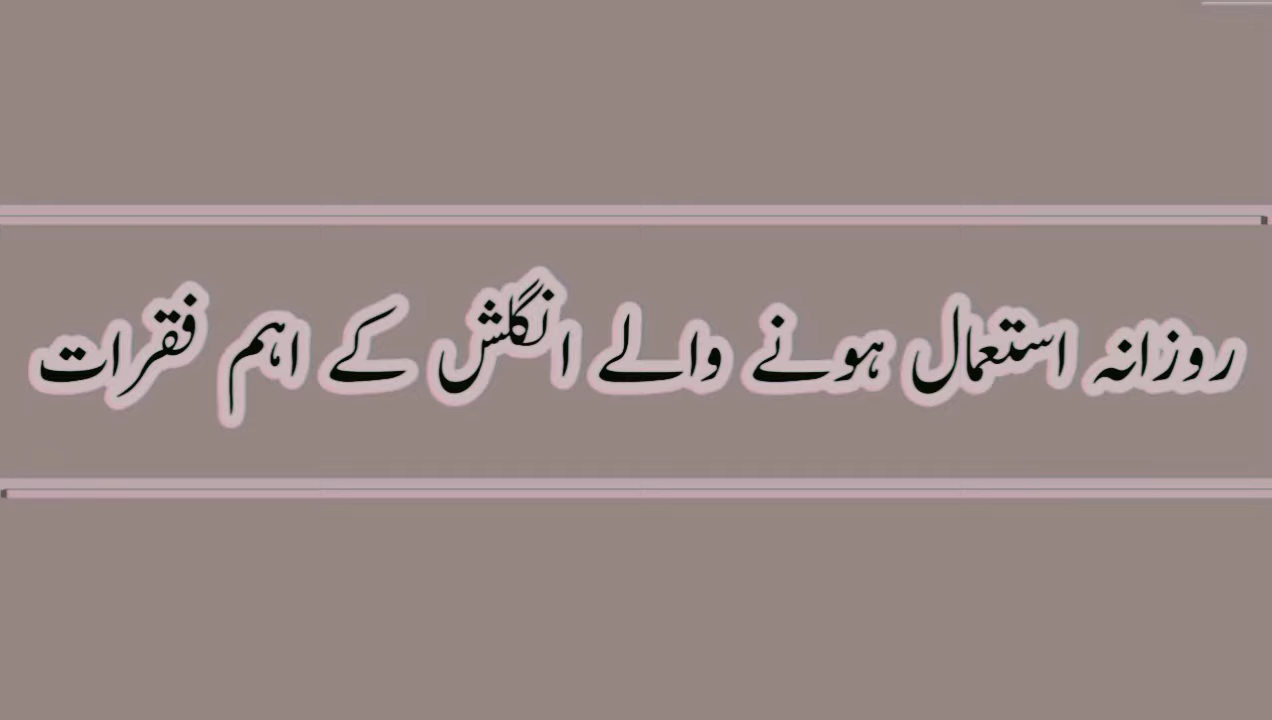 روزانہ استعمال ہونے والے انگلش کے اہم فقرات